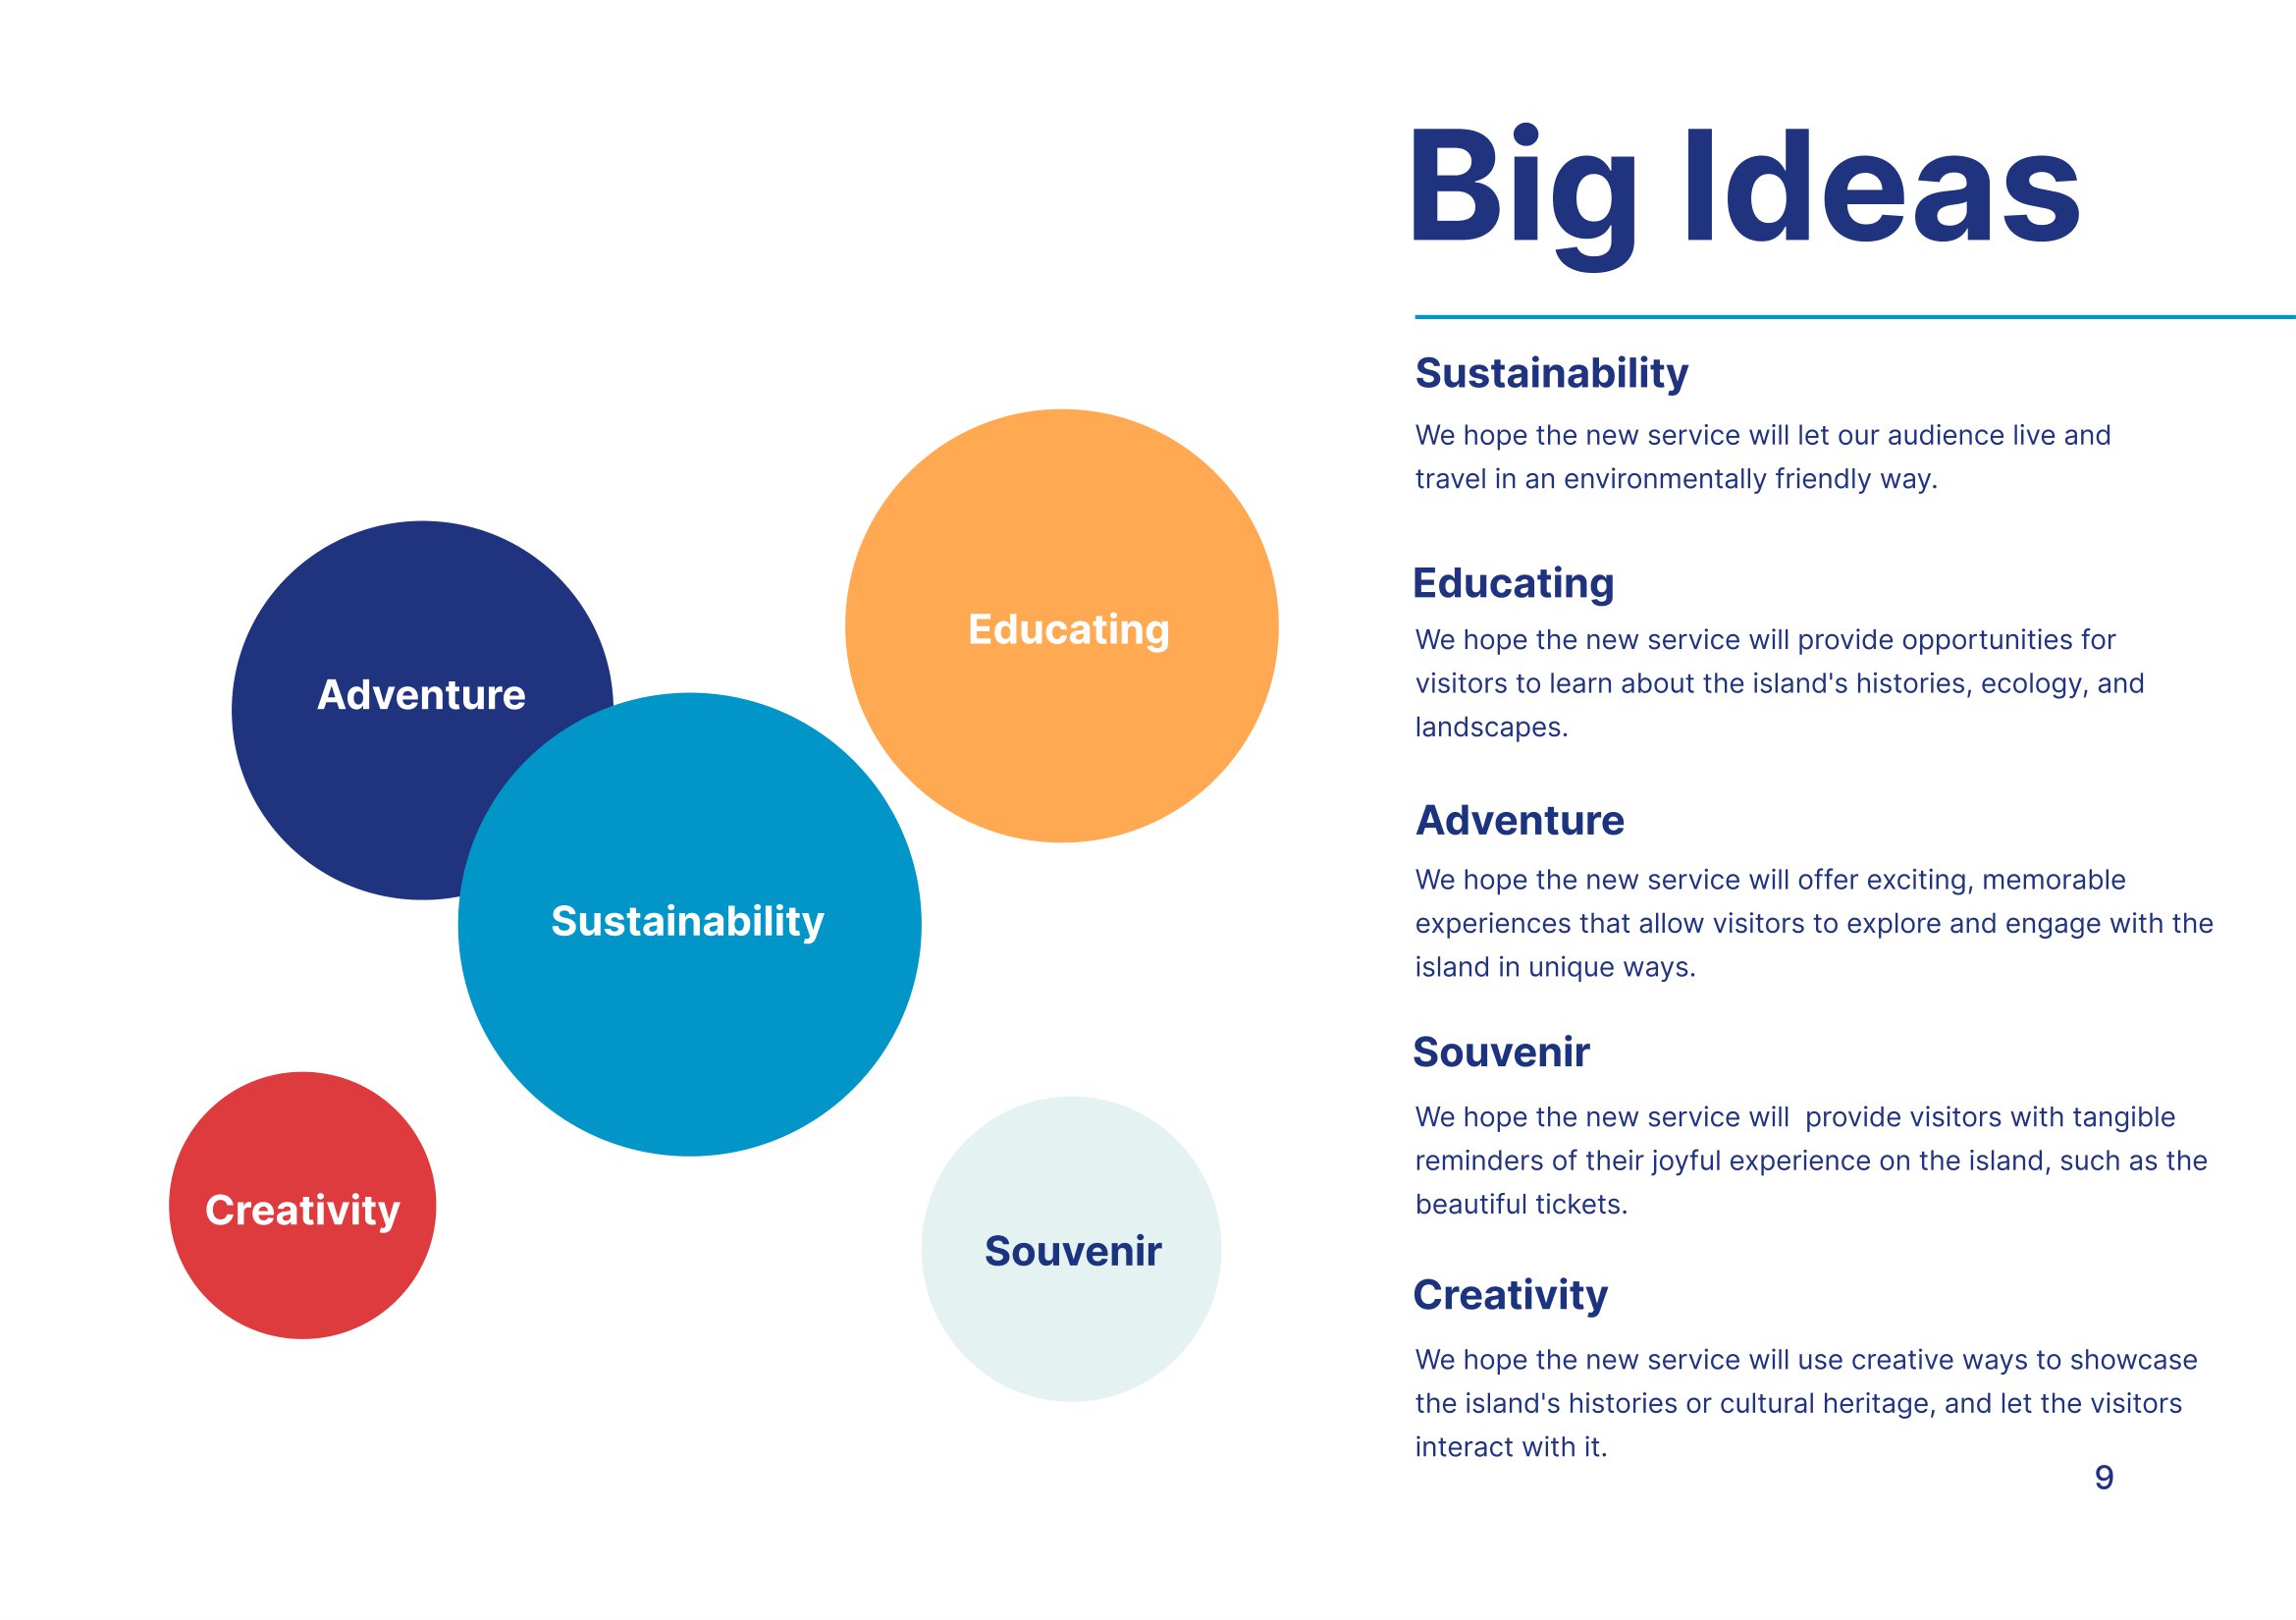 Big Ideas
Adventure
Educating
Sustainability
Creativity
Souvenir
Sustainability
We hope the new service will let our audience live and
travel in an environmentally friendly way.
Educating
We hope the new service will provide opportunities for
visitors to learn about the island's histories, ecology, and
landscapes.
Adventure
We hope the new service will offer exciting, memorable
experiences that allow visitors to explore and engage with the
island in unique ways.
Souvenir
We hope the new service will  provide visitors with tangible
reminders of their joyful experience on the island, such as the
beautiful tickets.
Creativity
We hope the new service will use creative ways to showcase
the island's histories or cultural heritage, and let the visitors
interact with it.
9